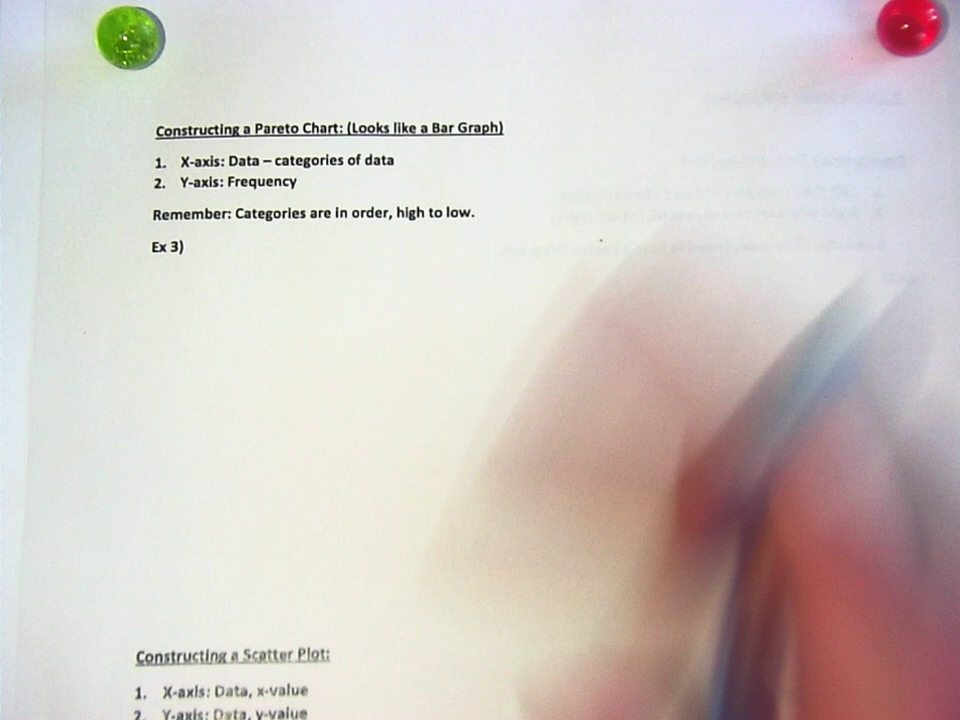 Constructing a Pareto Chart: (Looks like a Bar Graph)
1. X-axis: Data – categories of data
2. Y-axis: Frequency
Remember: Categories are in order, high to low.
Ex 3)
Constructing a Scatter Plot:
1. X-axis: Data, x-value
2. Y-axis: Data, y-value